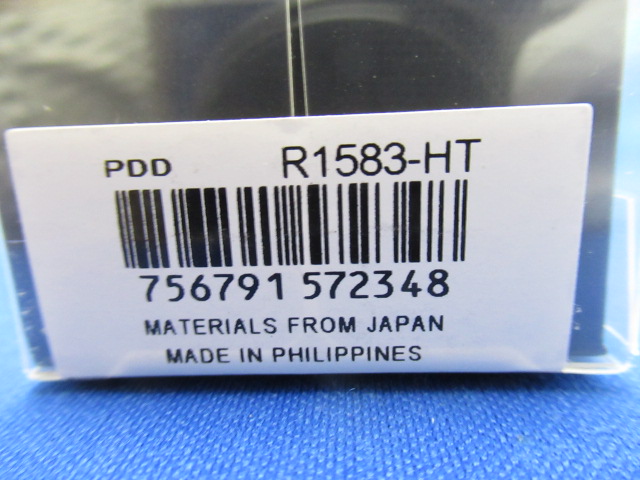 PDD R1583-HT
756791 572348
MATERIALS FROM JAPAN
MADE IN PHILIPPINES